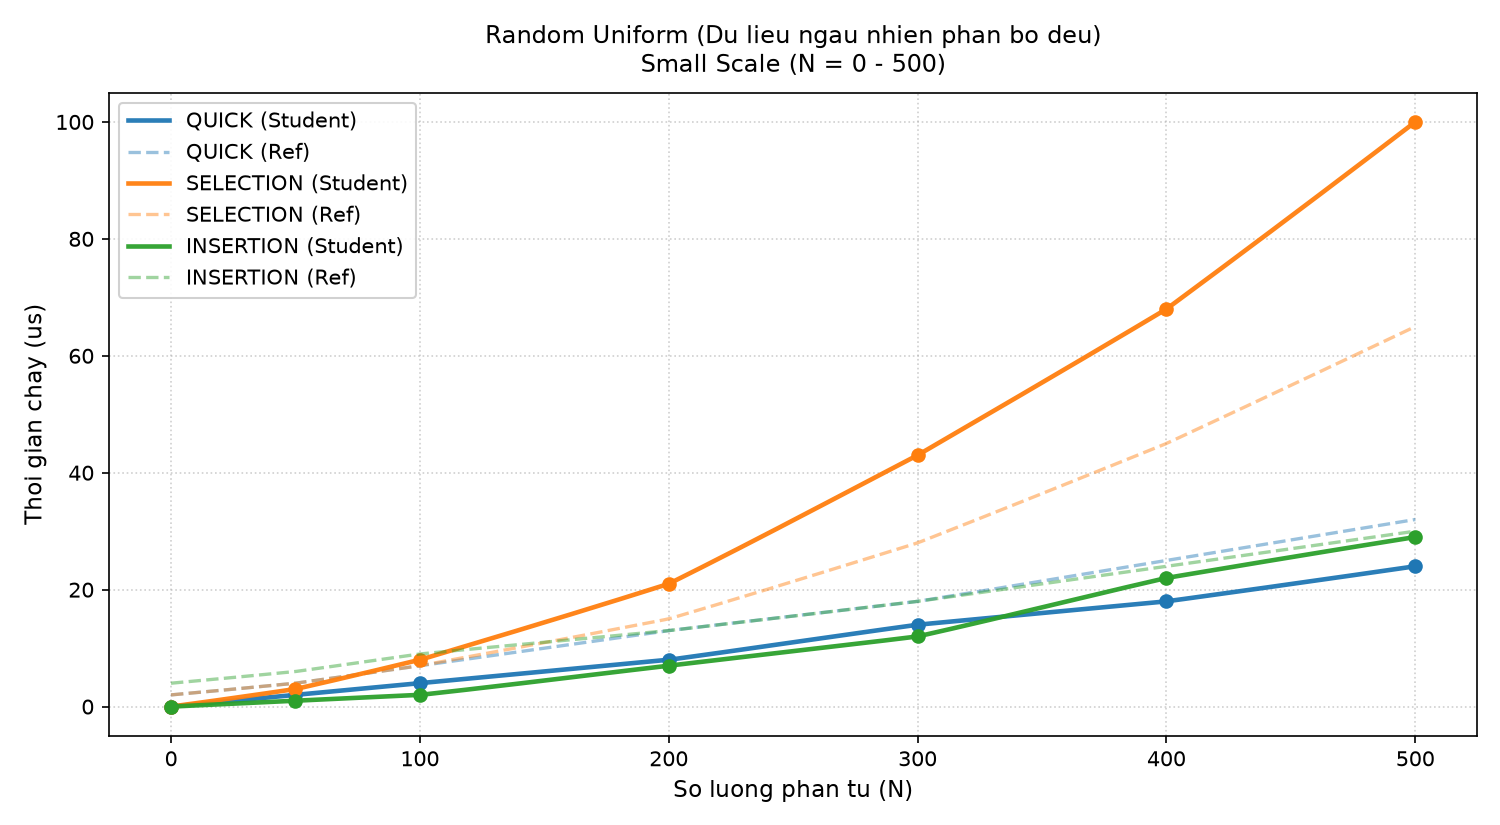 Random Uniform (Du lieu ngau nhien phan bo deu)
Small Scale (N = 0 - 500)
QUICK (Student)
QUICK (Ref)
SELECTION (Student)
SELECTION (Ref)
INSERTION (Student)
INSERTION (Ref)
Thoi gian chay (us)
100
80
60
40
20
0
0 100 200 300 400 500
So luong phan tu (N)